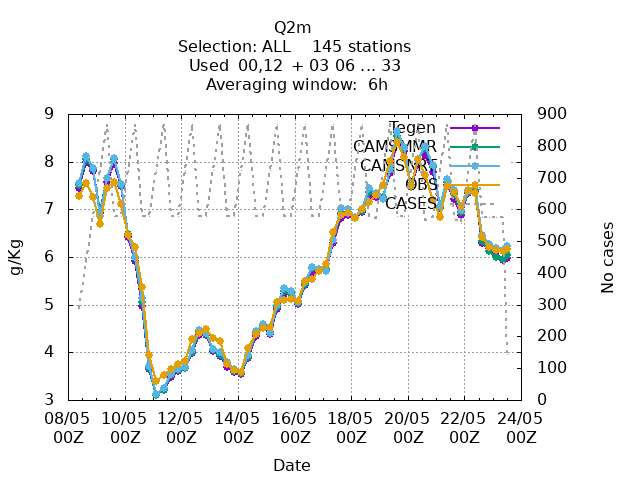 Q2m
Selection: ALL 145 stations
Used 00,12 + 03 06 ... 33
Averaging window: 6h
9 900
Tegen
800
CAMSMMR
8
CAMSNRT
700
OBS
CASES
7 600
500
6
400
5 300
200
4
100
3 0
08/05 10/05 12/05 14/05 16/05 18/05 20/05 22/05 24/05
00Z 00Z 00Z 00Z 00Z 00Z 00Z 00Z 00Z
Date
g/Kg
No cases